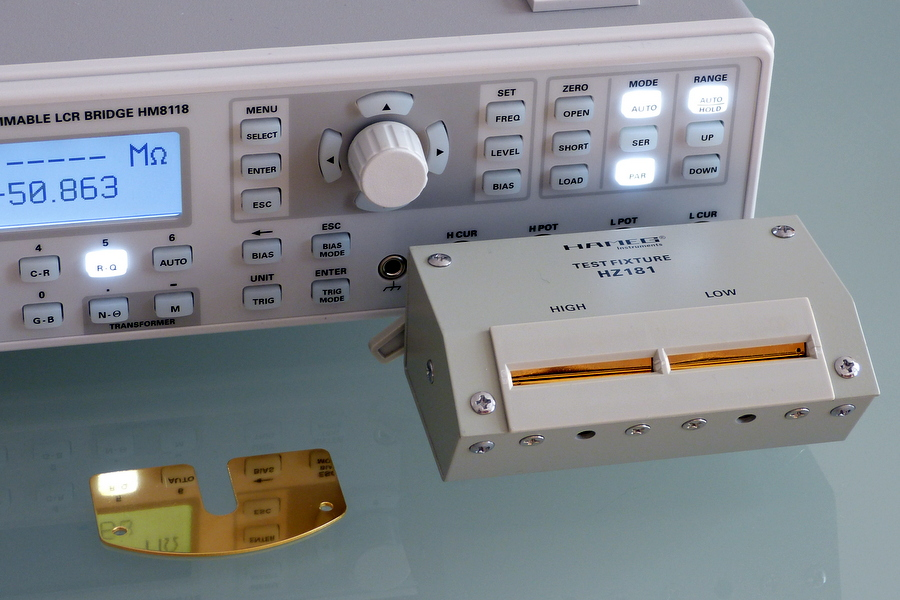 MMABLE LCR BRIDGE HM8118
------ MΩ
-50.863
MENU
SELECT
ENTER
ESC
▲
◀
▶
SET
FREQ
LEVEL
BIAS
ZERO
OPEN
SHORT
LOAD
MODE
AUTO
SER
PAR
RANGE
AUTO
HOLD
UP
DOWN
4
C-R
5
R-Q
6
AUTO
0
G-B
.
N-Θ
-
M
TRANSFORMER
←
BIAS
UNIT
TRIG
ESC
BIAS
MODE
ENTER
TRIG
MODE
H CUR
H POT
L POT
L CUR
HAMEG®
Instruments
TEST FIXTURE
HZ181
HIGH
LOW